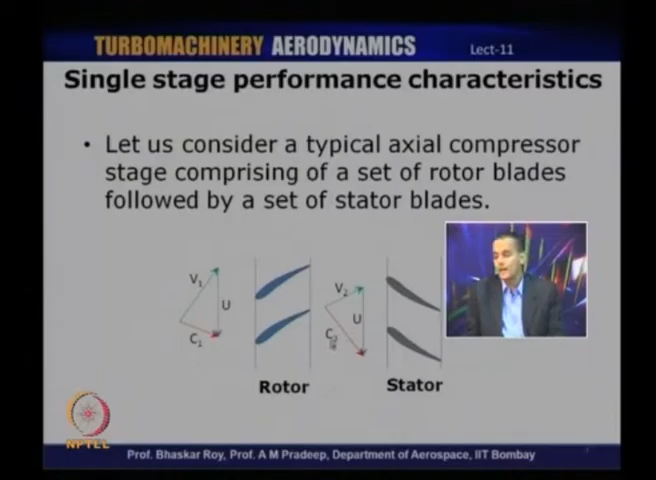 TURBOMACHINERY AERODYNAMICS Lect-11
Single stage performance characteristics
• Let us consider a typical axial compressor
stage comprising of a set of rotor blades
followed by a set of stator blades.
V1
U
C1
V2
U
C2
Rotor
Stator
NPTEL
Prof. Bhaskar Roy, Prof. A M Pradeep, Department of Aerospace, IIT Bombay